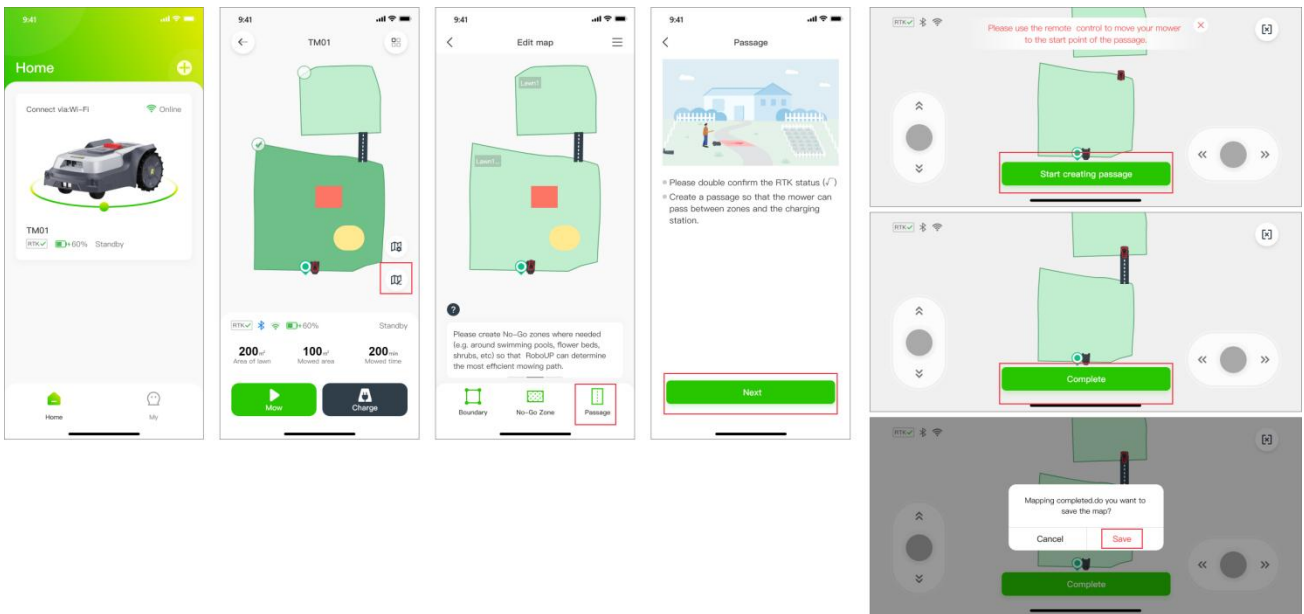 9:41
Home
Connect via:Wi-Fi
Online
TM01
RTK✓
60%
Standby
Home
My
9:41
TM01
RTK✓
60%
Standby
200㎡
100㎡
200min
Area of lawn
Mowed area
Mowed time
Mow
Charge
9:41
Edit map
Lawn1
Lawn1...
?
Please create No-Go zones where needed
(e.g. around swimming pools, flower beds,
shrubs, etc) so that RoboUP can determine
the most efficient mowing path.
Boundary
No-Go Zone
Passage
9:41
Passage
Please double confirm the RTK status (√)
Create a passage so that the mower can
pass between zones and the charging
station.
Next
RTK✓
Please use the remote control to move your mower
to the start point of the passage.
Start creating passage
RTK✓
Complete
RTK✓
Mapping completed.do you want to
save the map?
Cancel
Save
Complete